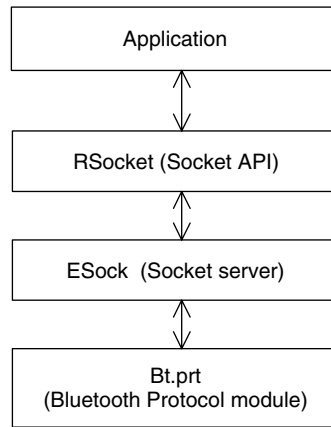 Application
RSocket (Socket API)
ESock (Socket server)
Bt.prt
(Bluetooth Protocol module)